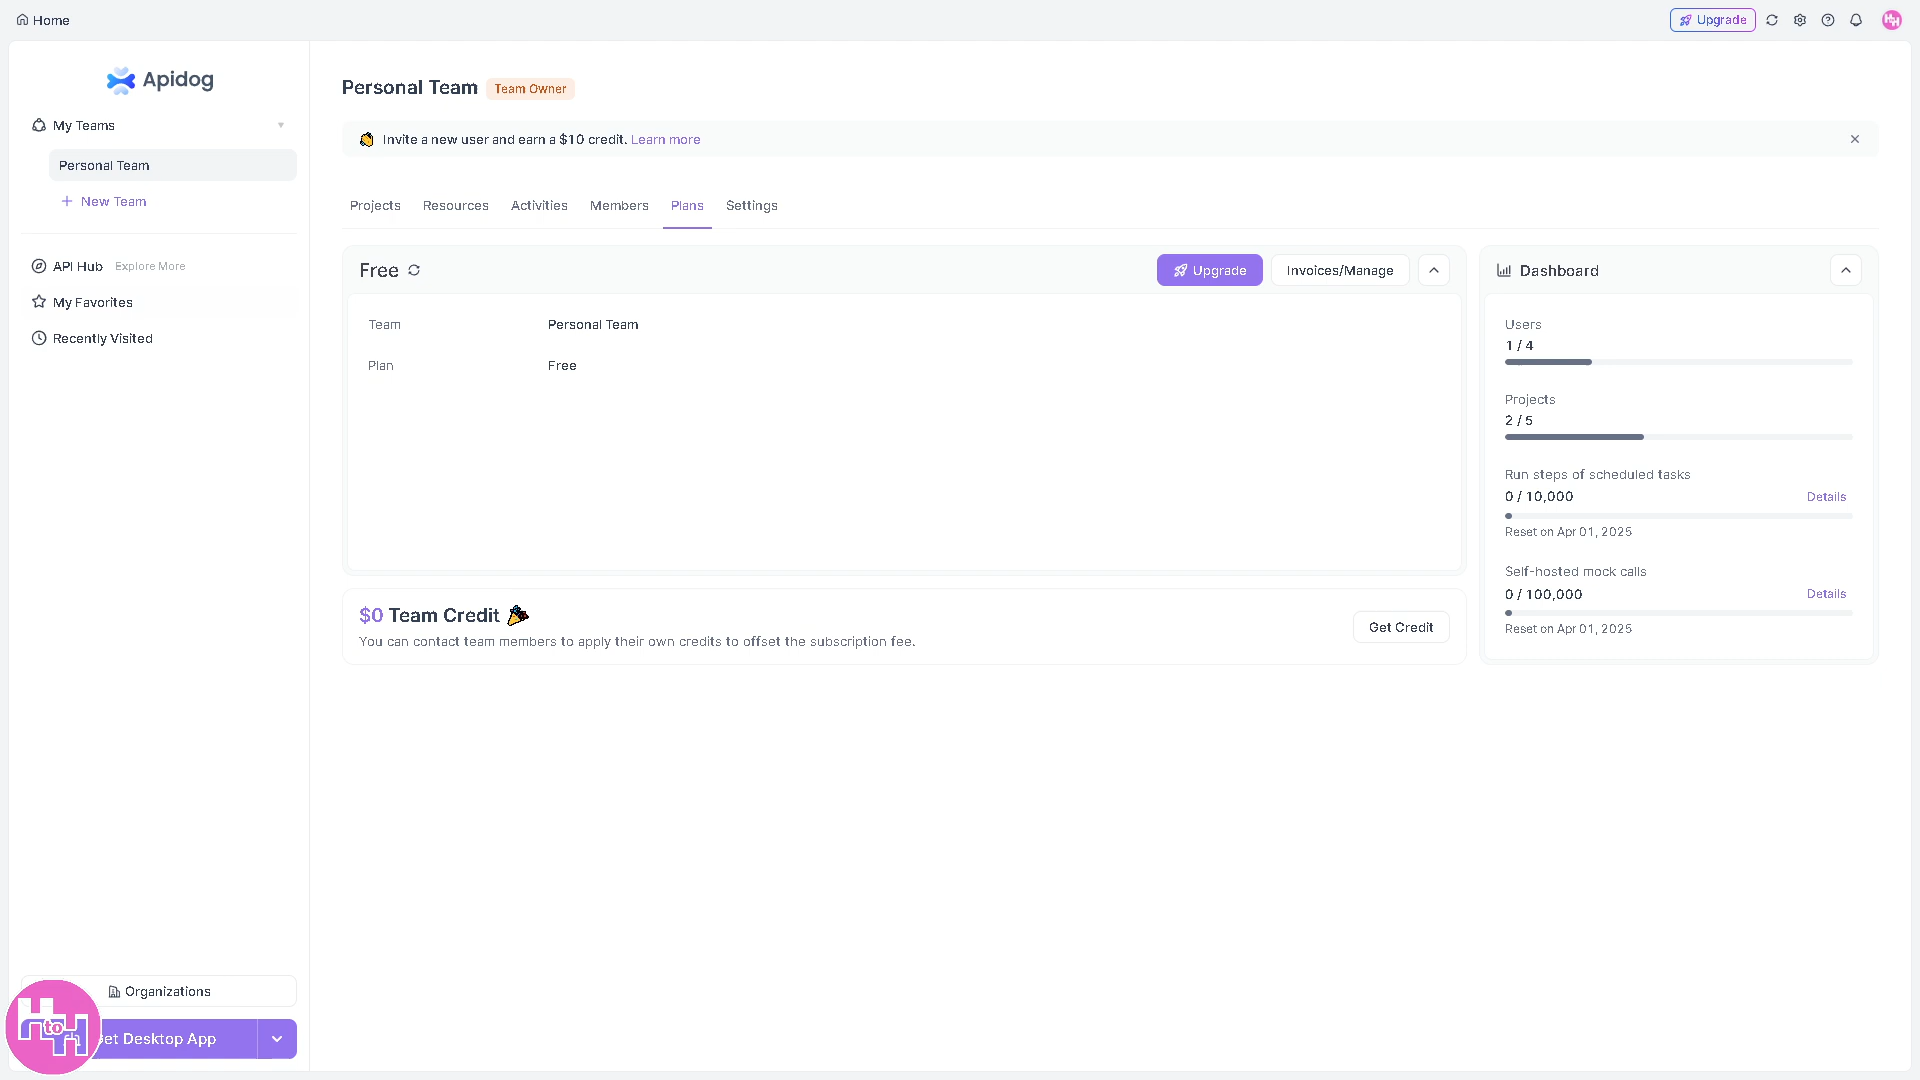 Home
Upgrade
Apidog
My Teams
Personal Team
New Team
API Hub Explore More
My Favorites
Recently Visited
Organizations
et Desktop App
H to H
Personal Team Team Owner
Invite a new user and earn a $10 credit. Learn more
Projects Resources Activities Members Plans Settings
Free
Upgrade Invoices/Manage
Team Personal Team
Plan Free
$0 Team Credit
You can contact team members to apply their own credits to offset the subscription fee.
Get Credit
Dashboard
Users
1 / 4
Projects
2 / 5
Run steps of scheduled tasks
0 / 10,000 Details
Reset on Apr 01, 2025
Self-hosted mock calls
0 / 100,000 Details
Reset on Apr 01, 2025